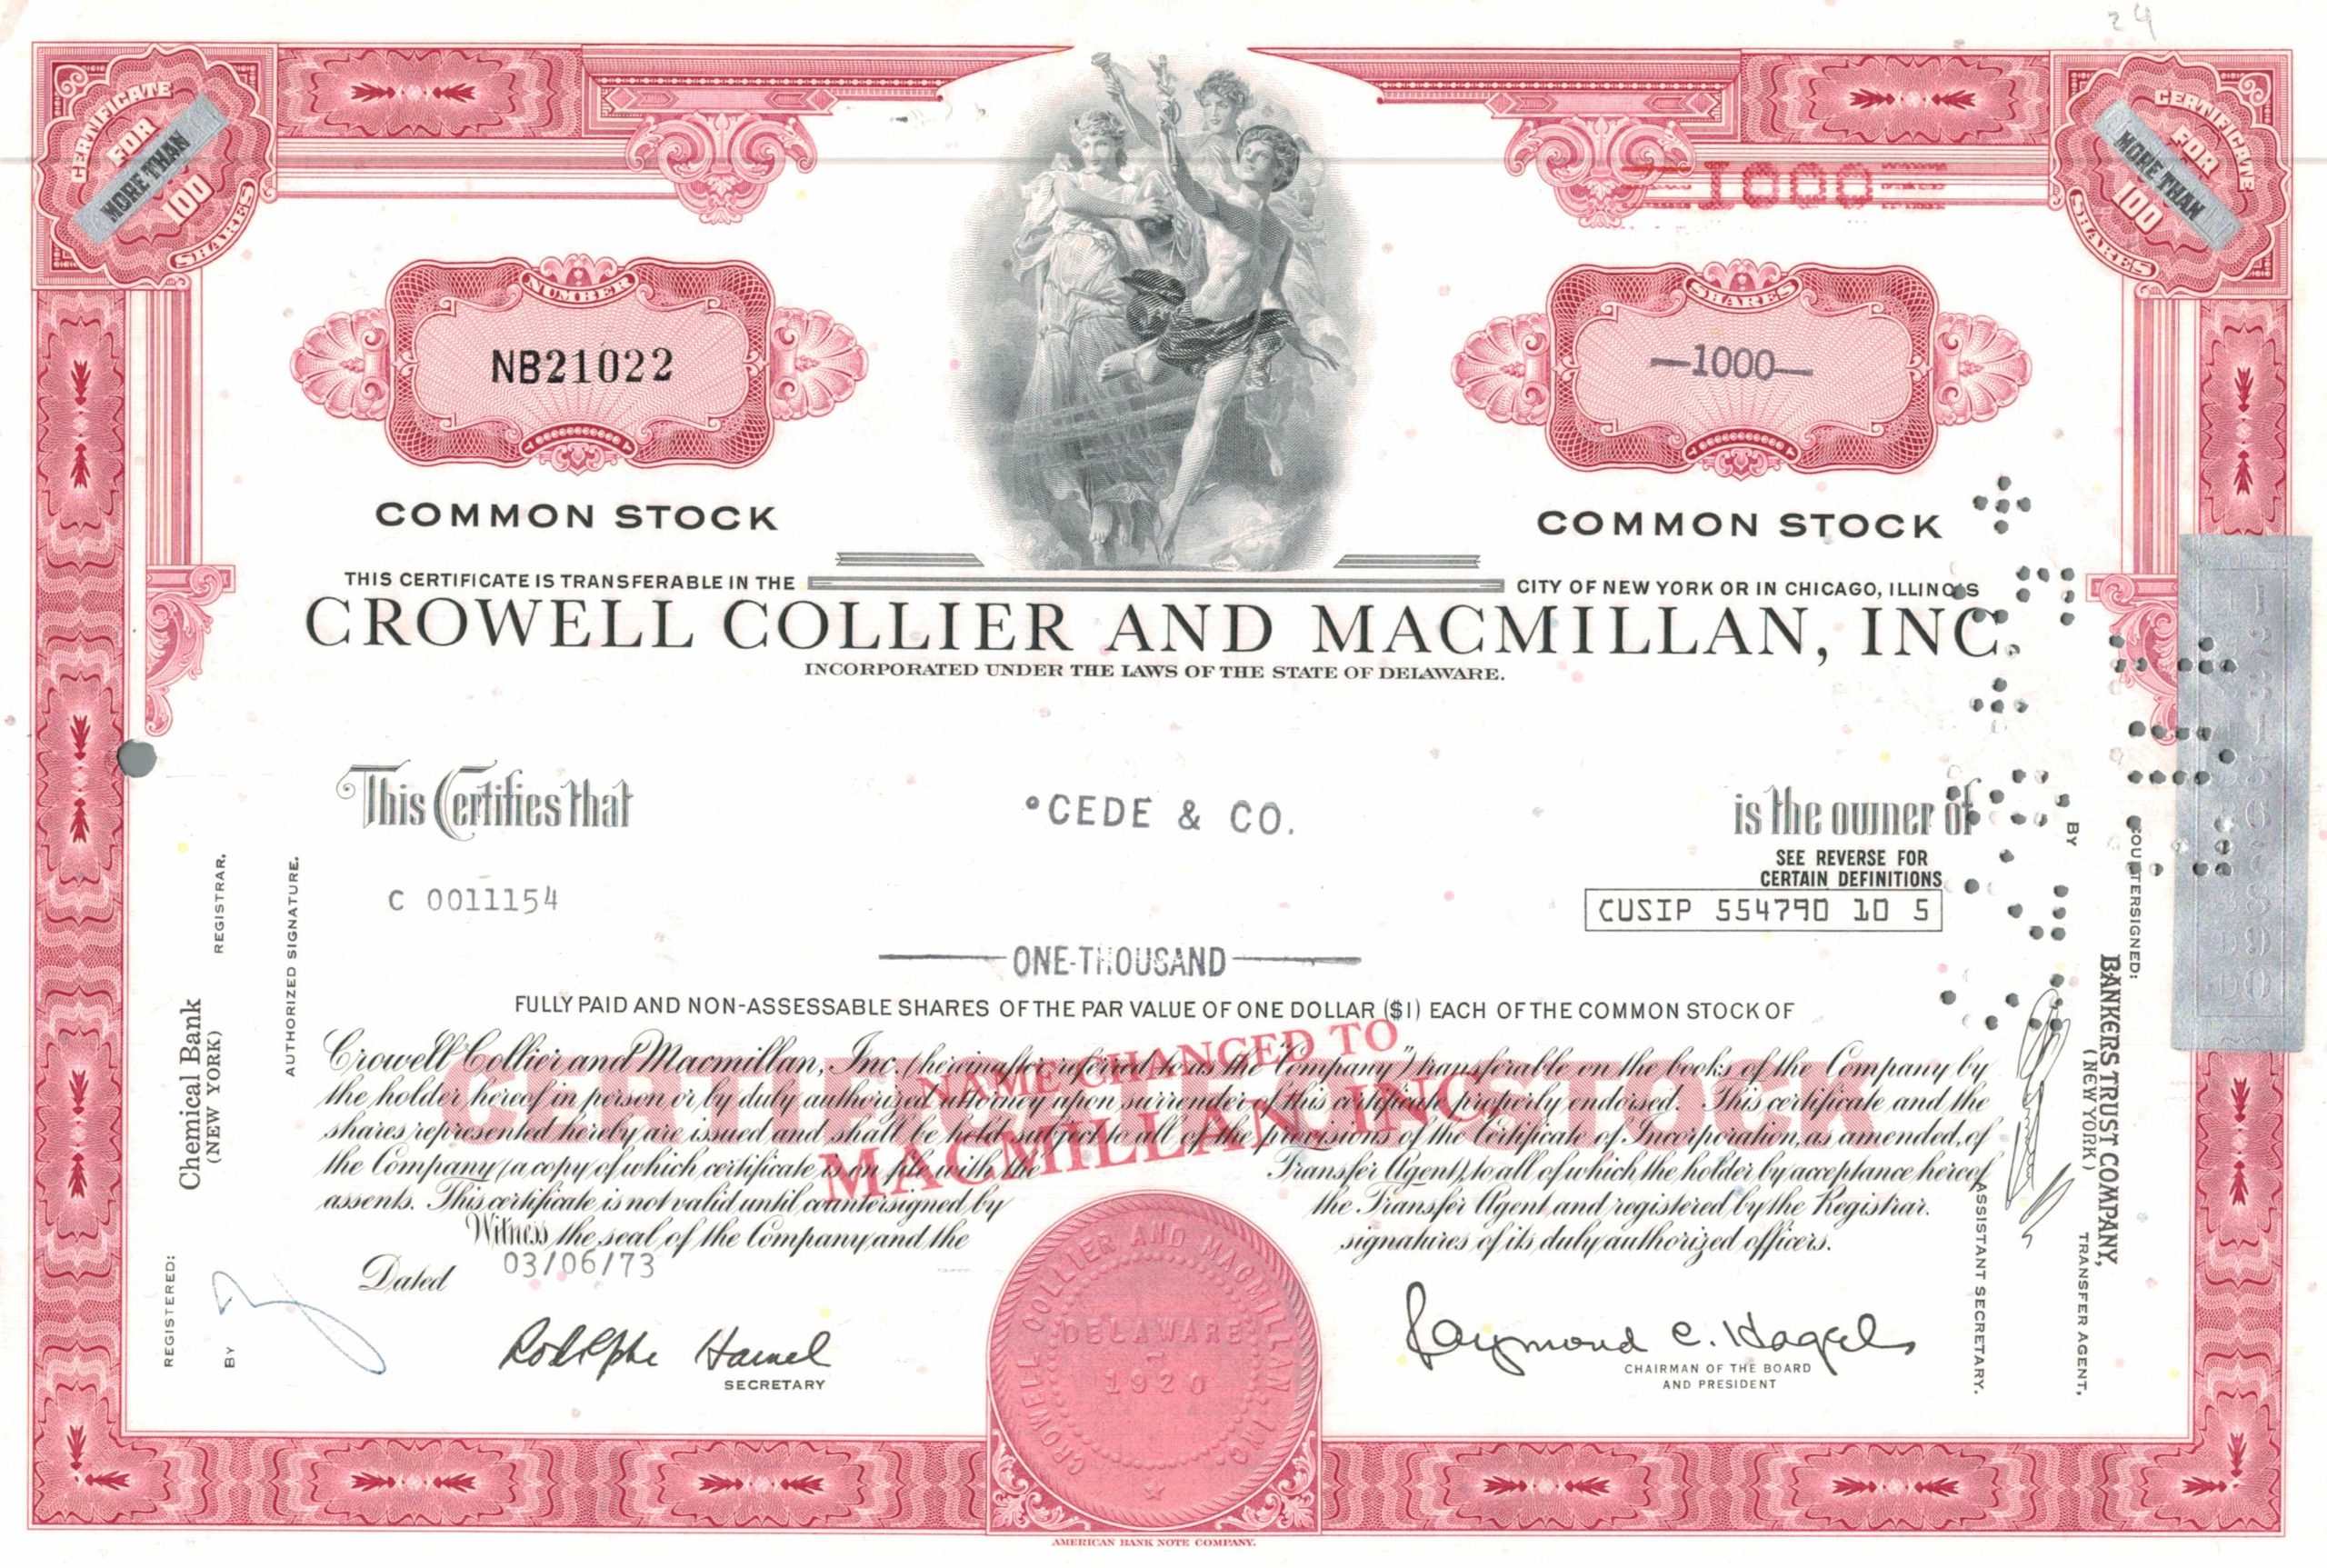 24
CERTIFICATE
FOR
MORE THAN
100
SHARES
CERTIFICATE
FOR
MORE THAN
100
SHARES
1000
NUMBER
NB21022
SHARES
—1000—
COMMON STOCK
COMMON STOCK
THIS CERTIFICATE IS TRANSFERABLE IN THE CITY OF NEW YORK OR IN CHICAGO, ILLINOIS
CROWELL COLLIER AND MACMILLAN, INC.
INCORPORATED UNDER THE LAWS OF THE STATE OF DELAWARE.
This Certifies that °CEDE & CO. is the owner of
SEE REVERSE FOR
CERTAIN DEFINITIONS
C 0011154
CUSIP 554790 10 5
ONE-THOUSAND
FULLY PAID AND NON-ASSESSABLE SHARES OF THE PAR VALUE OF ONE DOLLAR ($1) EACH OF THE COMMON STOCK OF
Crowell Collier and Macmillan, Inc. (hereinafter referred to as the "Company") transferable on the books of the Company by
the holder hereof in person or by duly authorized attorney upon surrender of this certificate properly endorsed. This certificate and the
shares represented hereby are issued and shall be held subject to all of the provisions of the Certificate of Incorporation, as amended, of
the Company (a copy of which certificate is on file with the Transfer Agent), to all of which the holder by acceptance hereof
assents. This certificate is not valid until countersigned by the Transfer Agent and registered by the Registrar.
Witness the seal of the Company and the signatures of its duly authorized officers.
NAME CHANGED TO
MACMILLAN, INC.
STOCK
Dated 03/06/73
Rodolphe Hamel
SECRETARY
Raymond C. Hagel
CHAIRMAN OF THE BOARD
AND PRESIDENT
CROWELL COLLIER AND MACMILLAN, INC.
DELAWARE
1920
REGISTERED:
Chemical Bank
(NEW YORK)
REGISTRAR.
BY
AUTHORIZED SIGNATURE.
COUNTERSIGNED:
BANKERS TRUST COMPANY,
(NEW YORK)
TRANSFER AGENT,
BY
ASSISTANT SECRETARY.
AMERICAN BANK NOTE COMPANY.